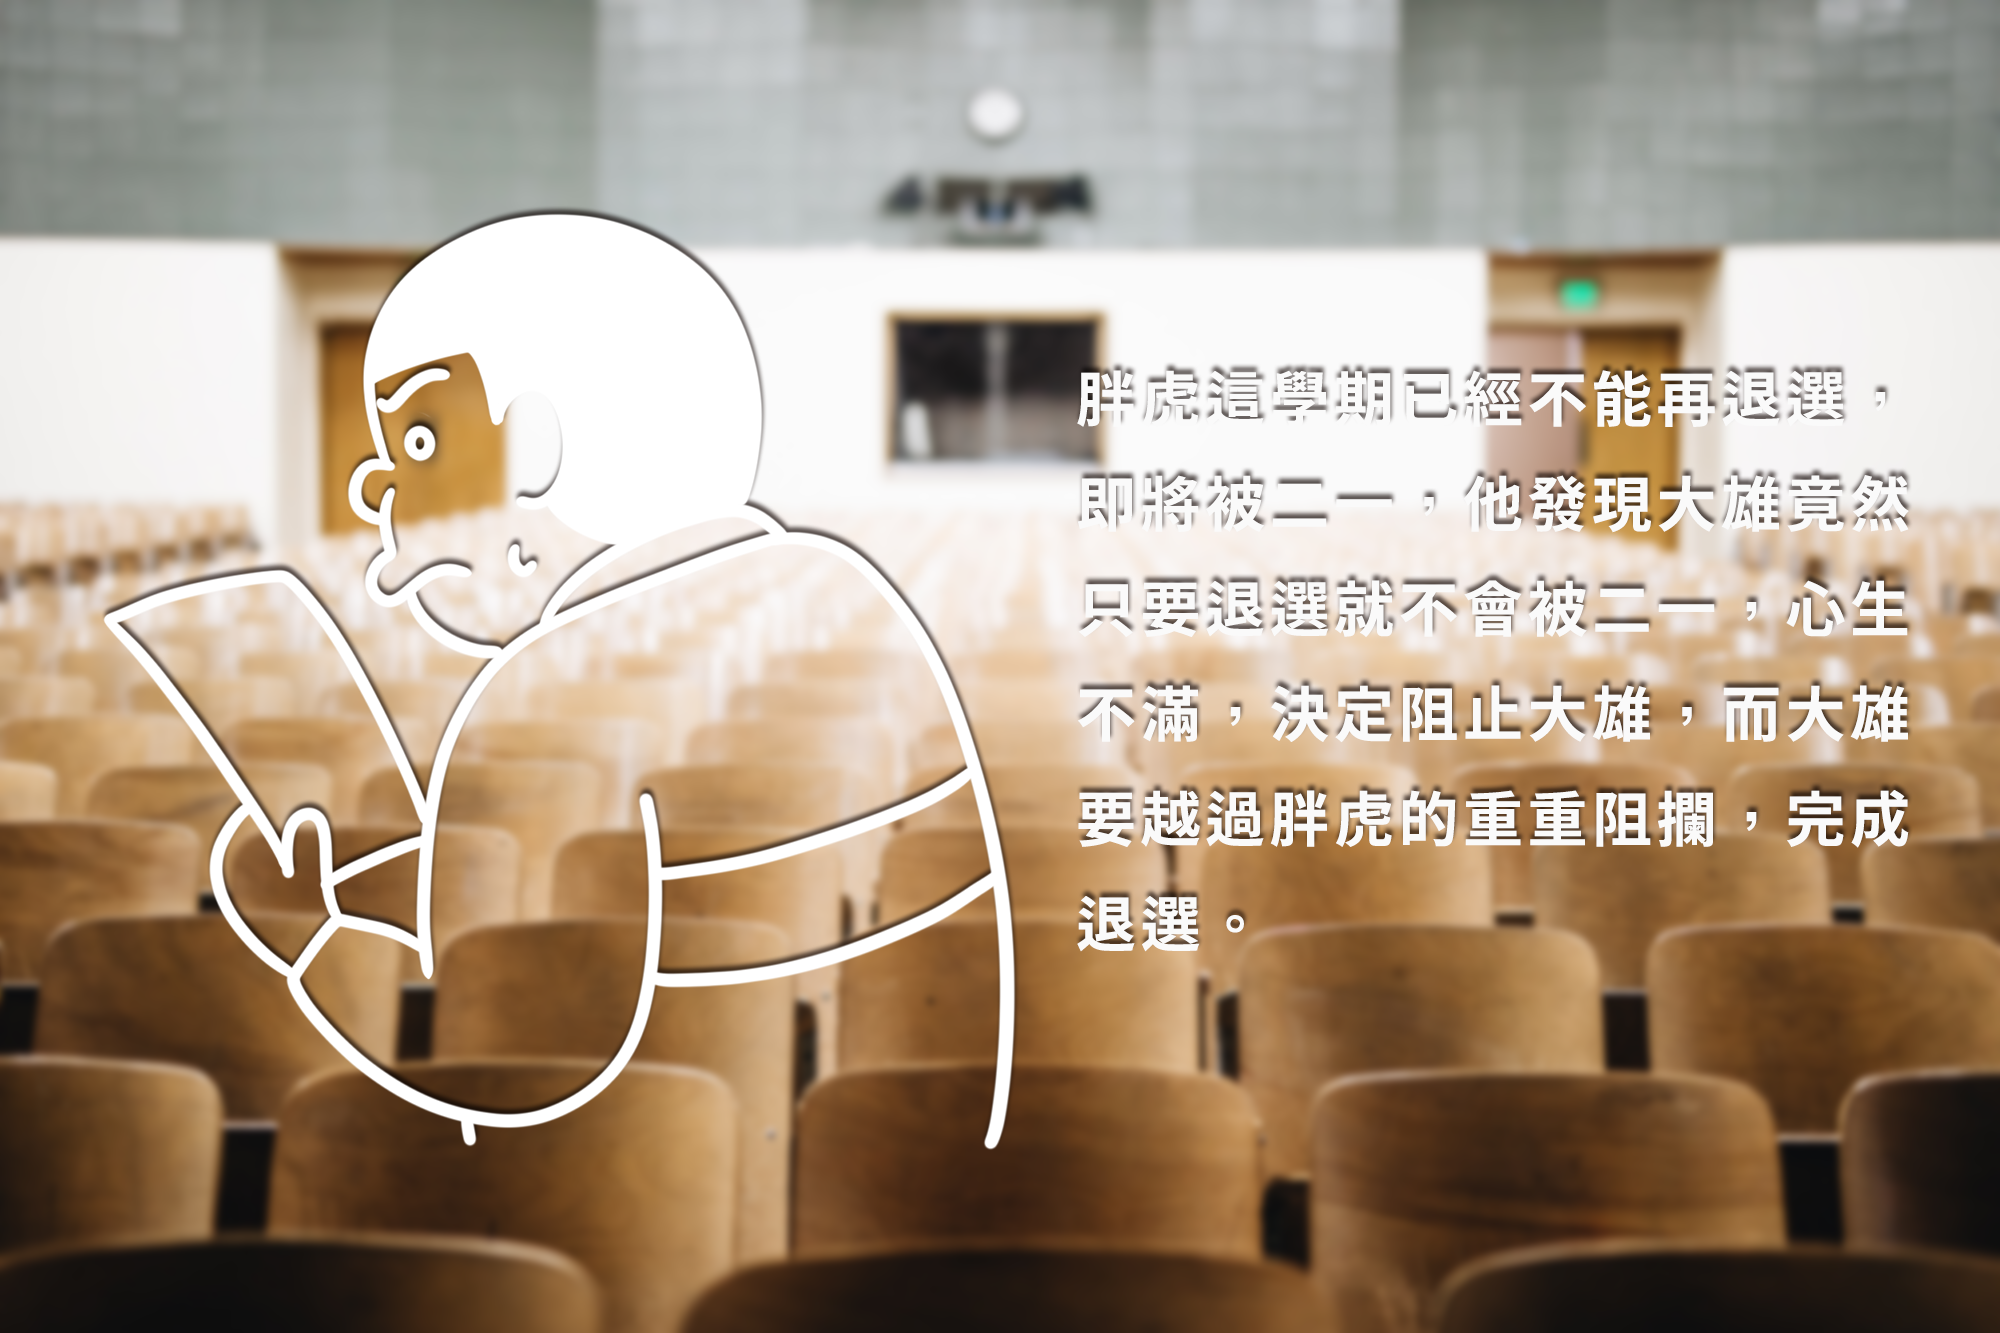 胖虎這學期已經不能再退選，
即將被二一，他發現大雄竟然
只要退選就不會被二一，心生
不滿，決定阻止大雄，而大雄
要越過胖虎的重重阻攔，完成
退選。